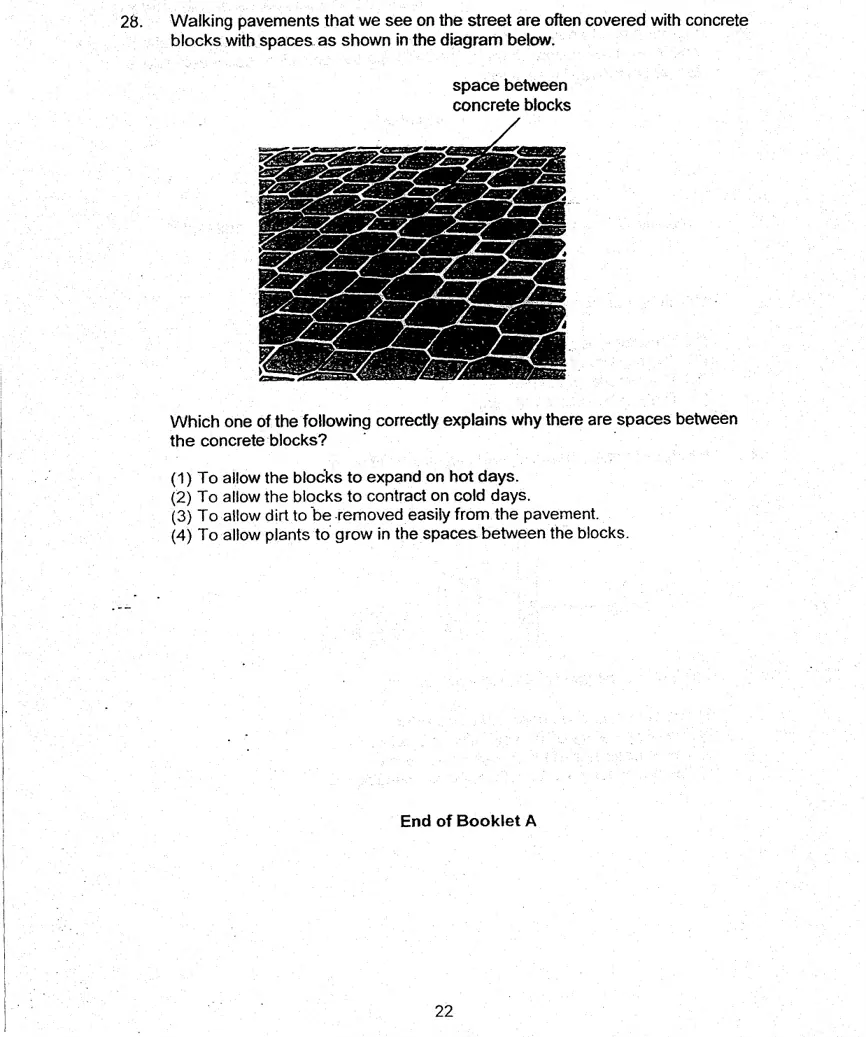 28. Walking pavements that we see on the street are often covered with concrete
blocks with spaces as shown in the diagram below.
space between
concrete blocks
Which one of the following correctly explains why there are spaces between
the concrete blocks?
(1) To allow the blocks to expand on hot days.
(2) To allow the blocks to contract on cold days.
(3) To allow dirt to be removed easily from the pavement.
(4) To allow plants to grow in the spaces between the blocks.
End of Booklet A
22